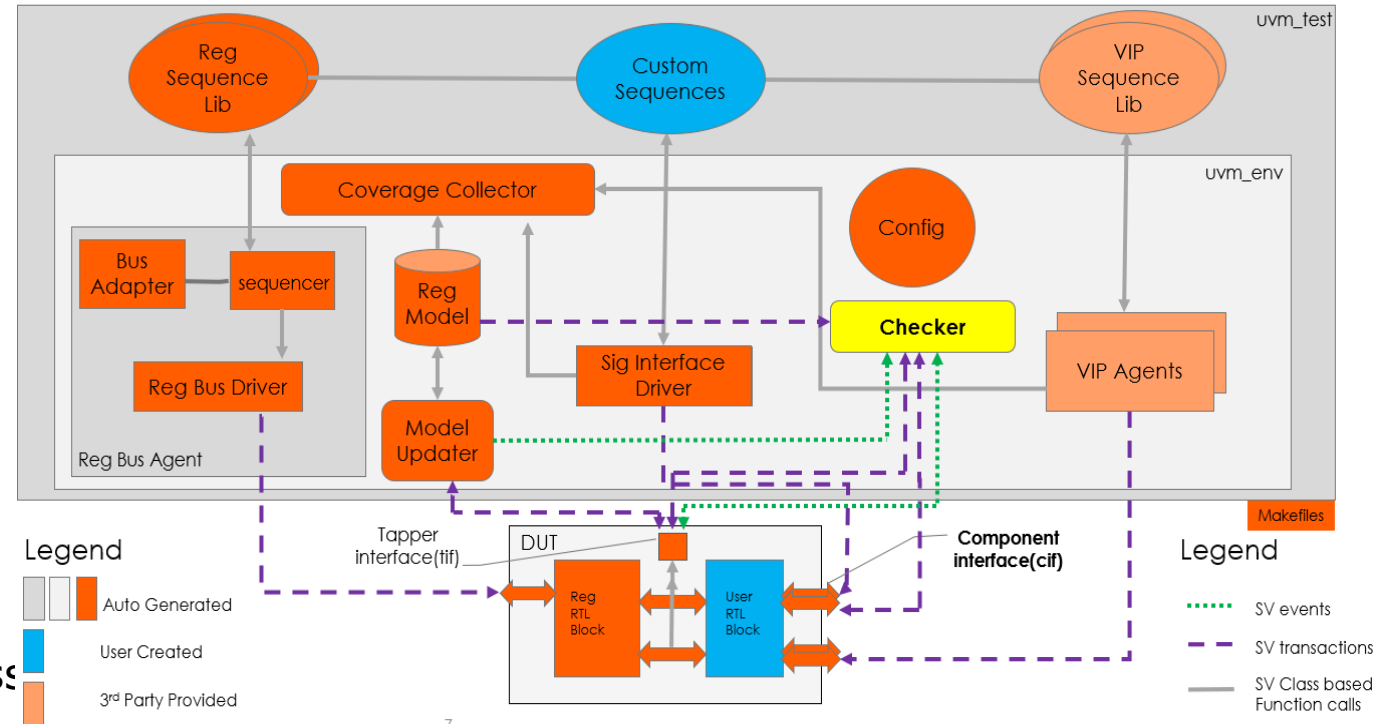 uvm_test
Reg
Sequence
Lib
Custom
Sequences
VIP
Sequence
Lib
uvm_env
Coverage Collector
Config
Bus
Adapter
sequencer
Reg
Model
Checker
Sig Interface
Driver
VIP Agents
Reg Bus Driver
Model
Updater
Reg Bus Agent
Makefiles
Tapper
interface(tif)
DUT
Component
interface(cif)
Reg
RTL
Block
User
RTL
Block
Legend
Auto Generated
User Created
3rd Party Provided
Legend
SV events
SV transactions
SV Class based
Function calls